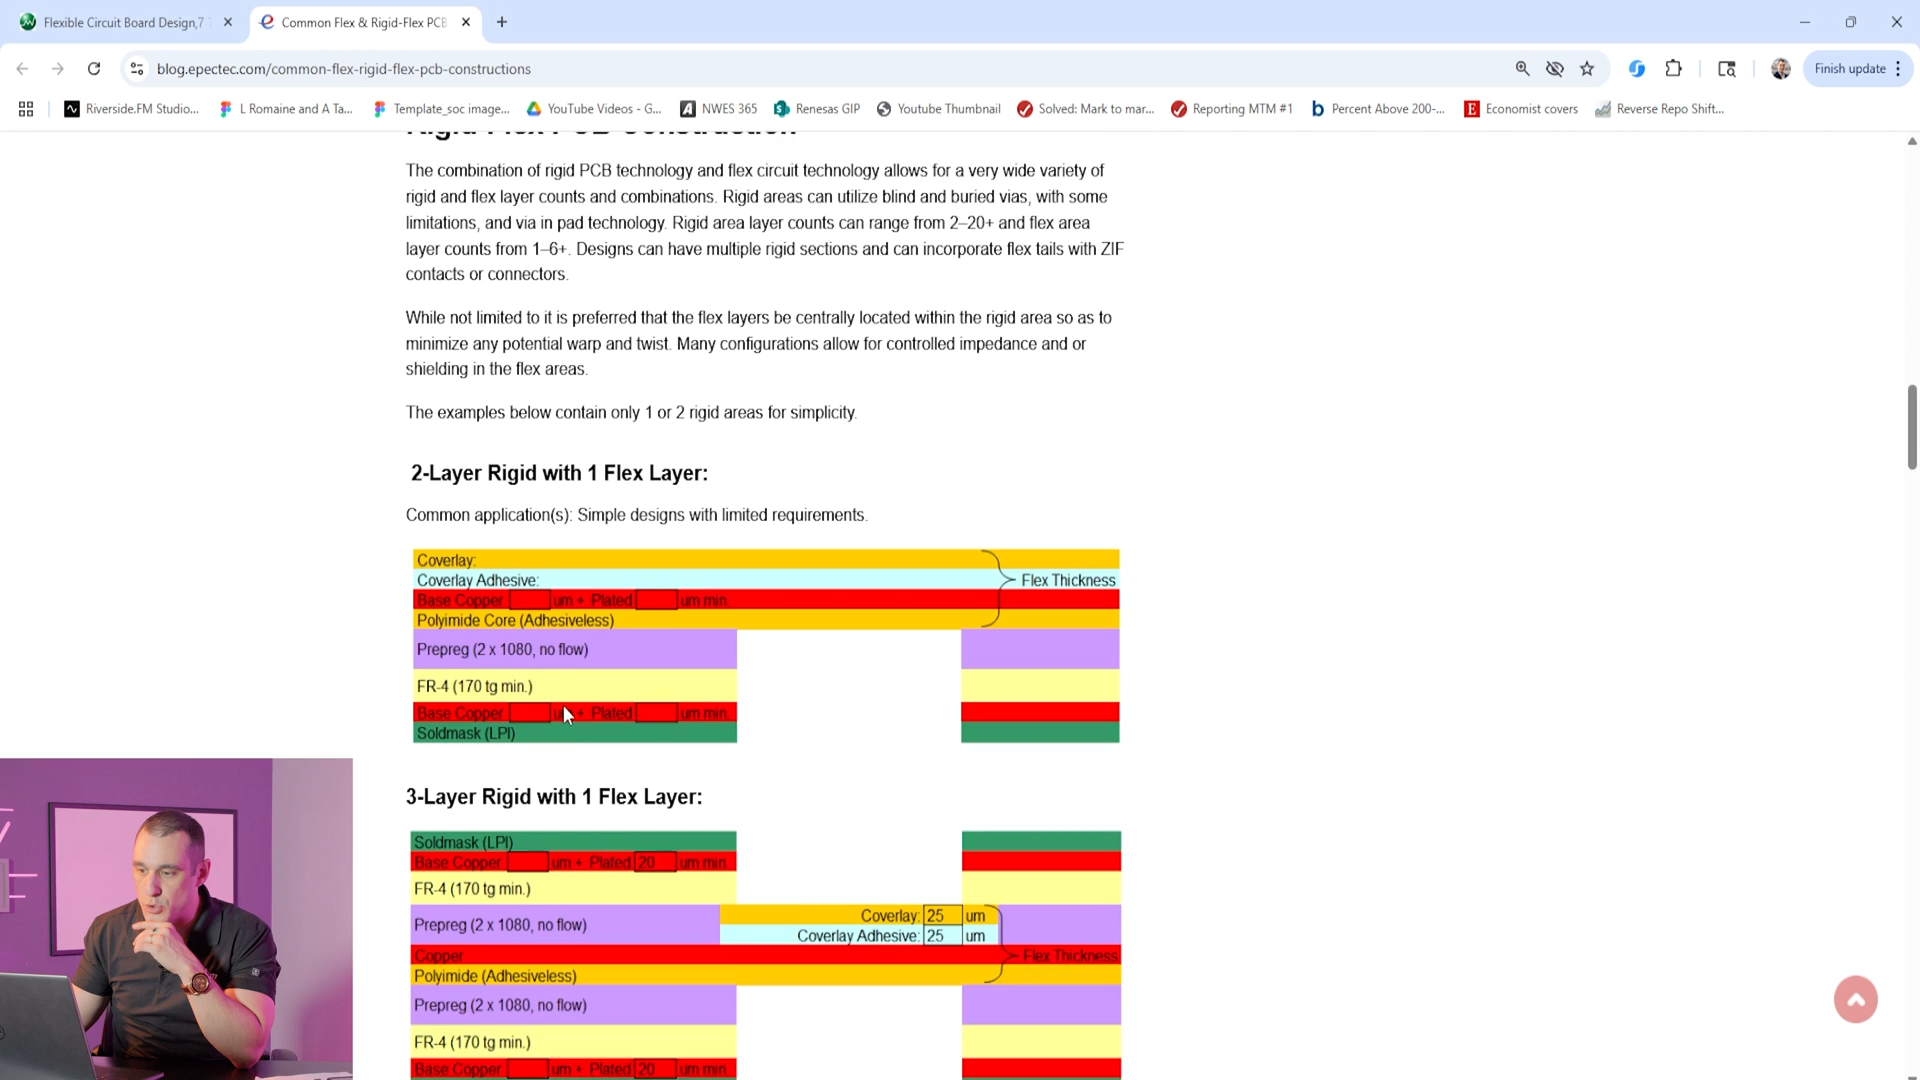 Flexible Circuit Board Design,7
Common Flex & Rigid-Flex PCB
blog.epectec.com/common-flex-rigid-flex-pcb-constructions
Finish update
Riverside.FM Studio...
L Romaine and A Ta...
Template_soc image...
YouTube Videos - G...
NWES 365
Renesas GIP
Youtube Thumbnail
Solved: Mark to mar...
Reporting MTM #1
Percent Above 200-...
Economist covers
Reverse Repo Shift...
Rigid-Flex PCB Construction
The combination of rigid PCB technology and flex circuit technology allows for a very wide variety of
rigid and flex layer counts and combinations. Rigid areas can utilize blind and buried vias, with some
limitations, and via in pad technology. Rigid area layer counts can range from 2–20+ and flex area
layer counts from 1–6+. Designs can have multiple rigid sections and can incorporate flex tails with ZIF
contacts or connectors.
While not limited to it is preferred that the flex layers be centrally located within the rigid area so as to
minimize any potential warp and twist. Many configurations allow for controlled impedance and or
shielding in the flex areas.
The examples below contain only 1 or 2 rigid areas for simplicity.
2-Layer Rigid with 1 Flex Layer:
Common application(s): Simple designs with limited requirements.
Coverlay:
Coverlay Adhesive:
Flex Thickness
Base Copper um + Plated um min.
Polyimide Core (Adhesiveless)
Prepreg (2 x 1080, no flow)
FR-4 (170 tg min.)
Base Copper um + Plated um min.
Soldmask (LPI)
3-Layer Rigid with 1 Flex Layer:
Soldmask (LPI)
Base Copper um + Plated 20 um min.
FR-4 (170 tg min.)
Coverlay: 25 um
Prepreg (2 x 1080, no flow)
Coverlay Adhesive: 25 um
Copper
Flex Thickness
Polyimide (Adhesiveless)
Prepreg (2 x 1080, no flow)
FR-4 (170 tg min.)
Base Copper um + Plated 20 um min.